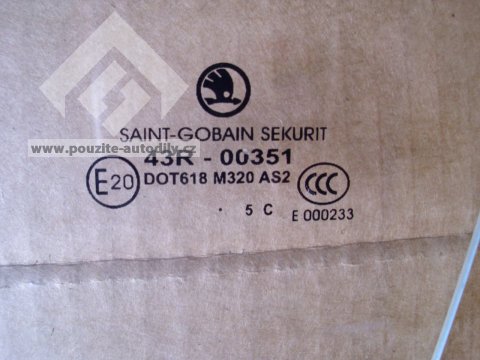 SAINT-GOBAIN SEKURIT
www.pouzite-autodily.cz
43R - 00351
E20 DOT618 M320 AS2 CCC
· 5 C E 000233